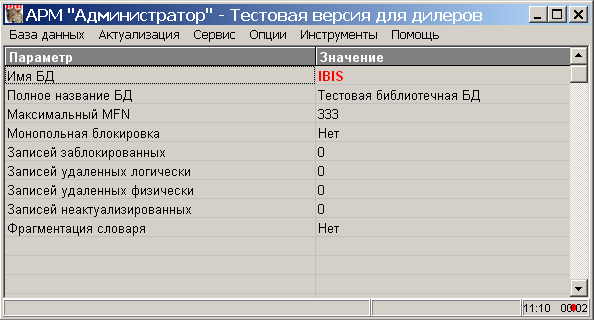 АРМ "Администратор" - Тестовая версия для дилеров
База данных Актуализация Сервис Опции Инструменты Помощь
Параметр Значение
Имя БД IBIS
Полное название БД Тестовая библиотечная БД
Максимальный MFN 333
Монопольная блокировка Нет
Записей заблокированных 0
Записей удаленных логически 0
Записей удаленных физически 0
Записей неактуализированных 0
Фрагментация словаря Нет
11:10 00:02